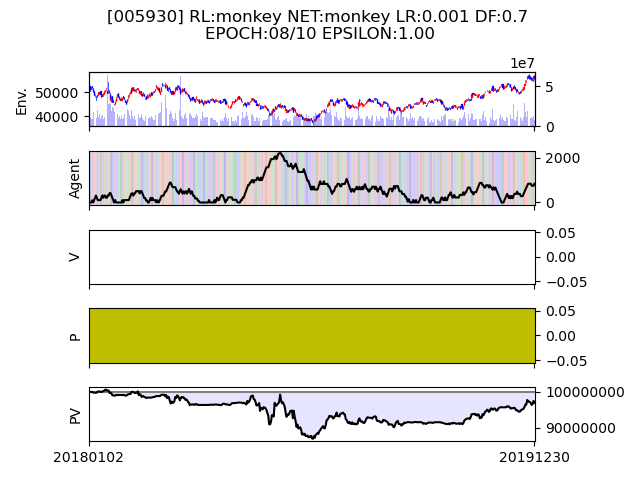 [005930] RL:monkey NET:monkey LR:0.001 DF:0.7
EPOCH:08/10 EPSILON:1.00
1e7
Env.
50000
40000
5
0
Agent
2000
0
V
0.05
0.00
−0.05
P
0.05
0.00
−0.05
PV
100000000
90000000
20180102
20191230